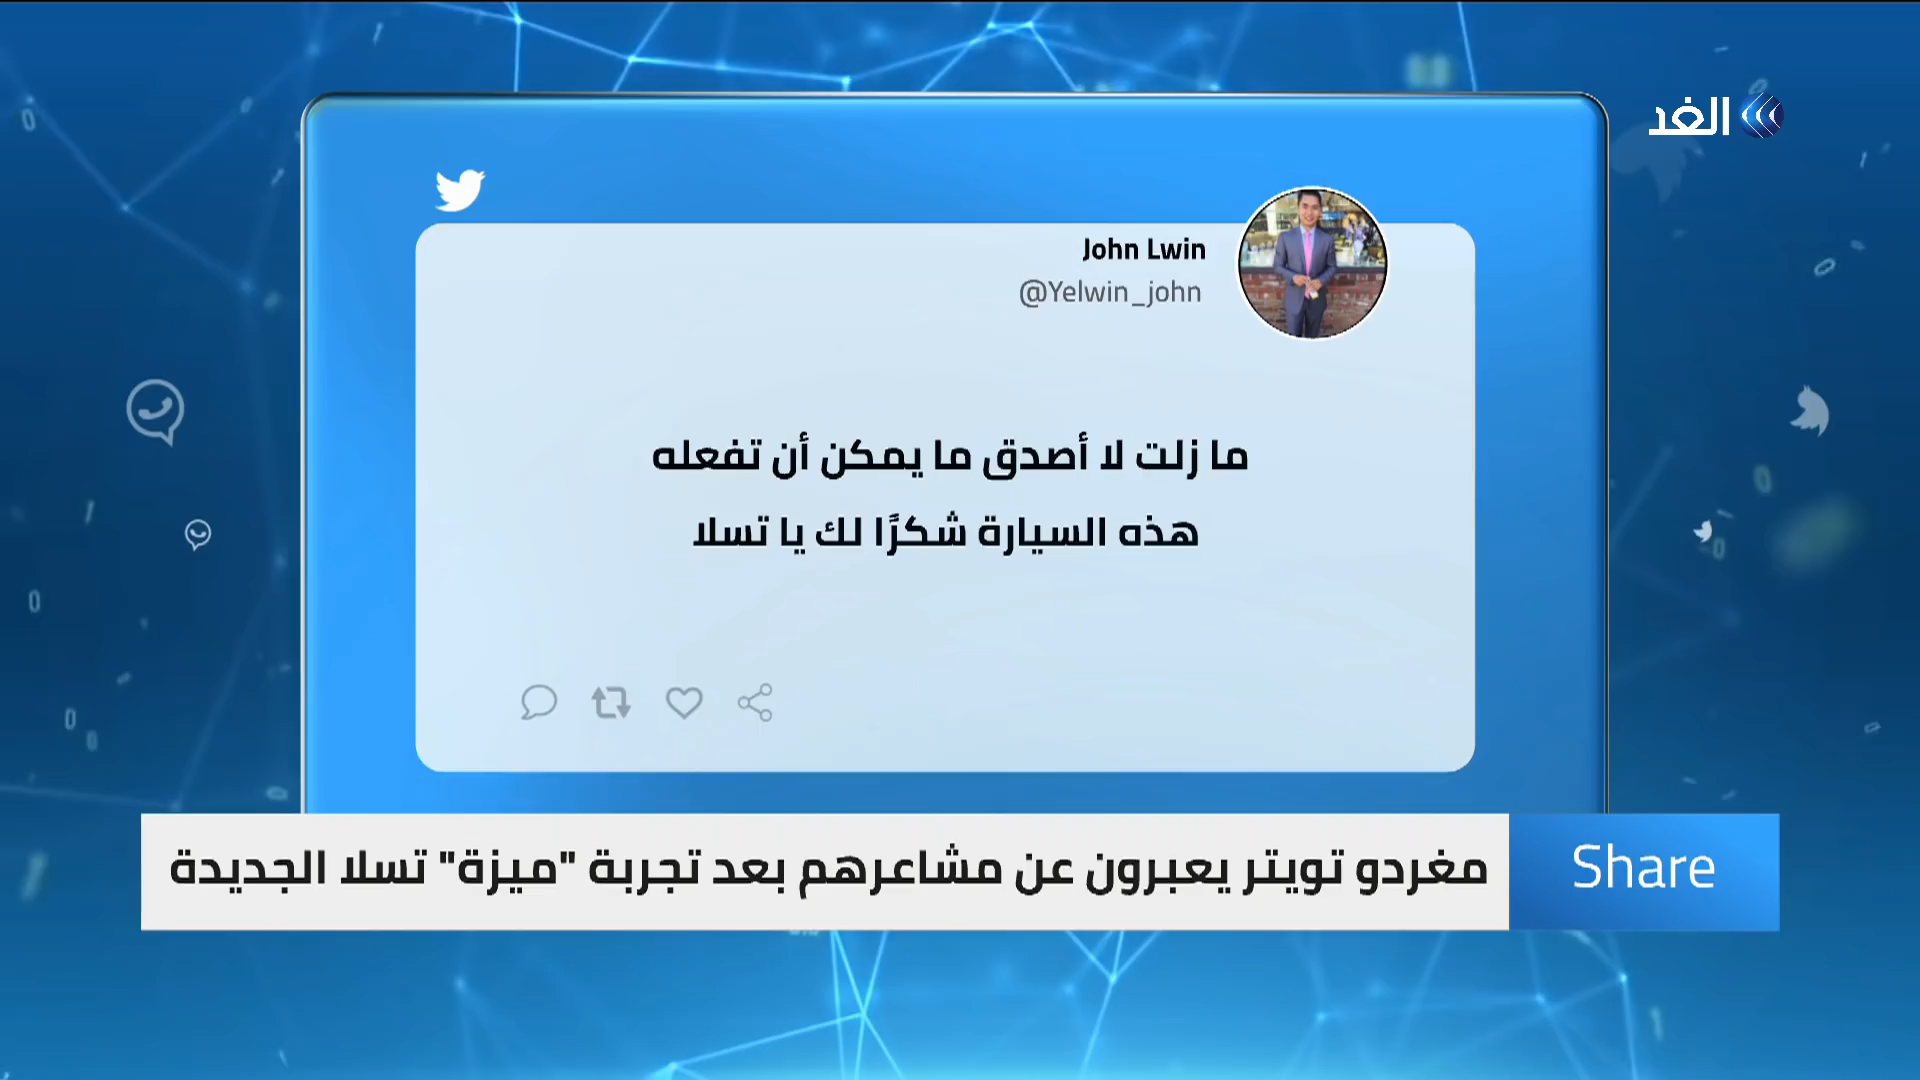 الغد
John Lwin
@Yelwin_john
ما زلت لا أصدق ما يمكن أن تفعله
هذه السيارة شكرًا لك يا تسلا
Share
مغردو تويتر يعبرون عن مشاعرهم بعد تجربة "ميزة" تسلا الجديدة